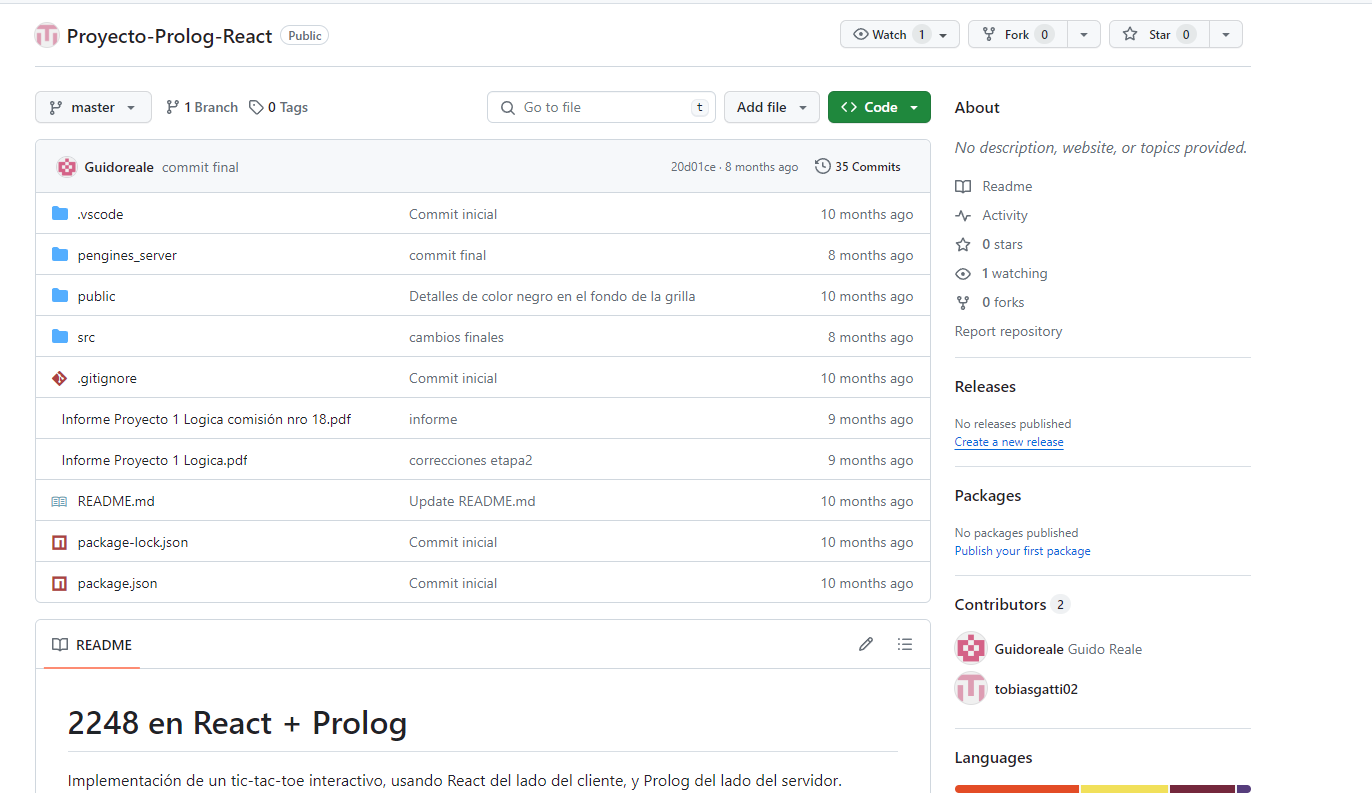 Proyecto-Prolog-React Public Watch 1 Fork 0 Star 0
master 1 Branch 0 Tags Go to file t Add file Code
Guidoreale commit final 20d01ce · 8 months ago 35 Commits
.vscode Commit inicial 10 months ago
pengines_server commit final 8 months ago
public Detalles de color negro en el fondo de la grilla 10 months ago
src cambios finales 8 months ago
.gitignore Commit inicial 10 months ago
Informe Proyecto 1 Logica comisión nro 18.pdf informe 9 months ago
Informe Proyecto 1 Logica.pdf correcciones etapa2 9 months ago
README.md Update README.md 10 months ago
package-lock.json Commit inicial 10 months ago
package.json Commit inicial 10 months ago
README
2248 en React + Prolog
Implementación de un tic-tac-toe interactivo, usando React del lado del cliente, y Prolog del lado del servidor.
About
No description, website, or topics provided.
Readme
Activity
0 stars
1 watching
0 forks
Report repository
Releases
No releases published
Create a new release
Packages
No packages published
Publish your first package
Contributors 2
Guidoreale Guido Reale
tobiasgatti02
Languages